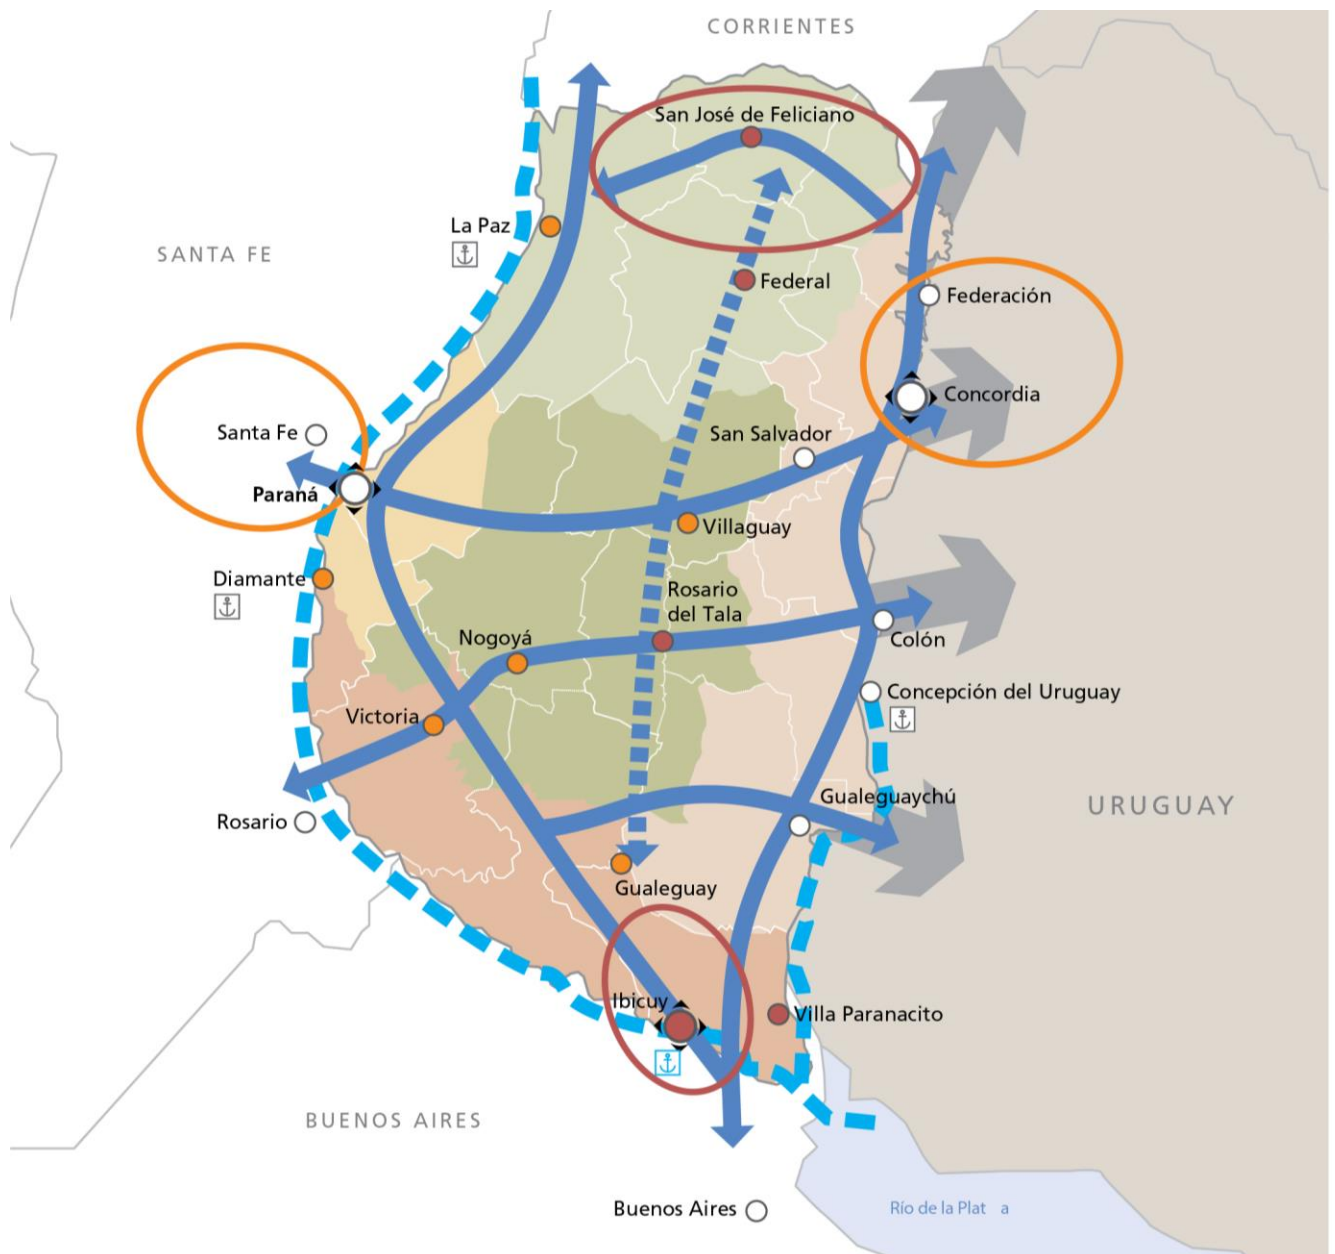 CORRIENTES
San José de Feliciano
La Paz
SANTA FE
Federal
Federación
Concordia
Santa Fe
San Salvador
Paraná
Villaguay
Diamante
Rosario
del Tala
Nogoyá
Colón
Concepción del Uruguay
Victoria
Gualeguaychú
URUGUAY
Rosario
Gualeguay
Ibicuy
Villa Paranacito
BUENOS AIRES
Buenos Aires
Río de la Plat a